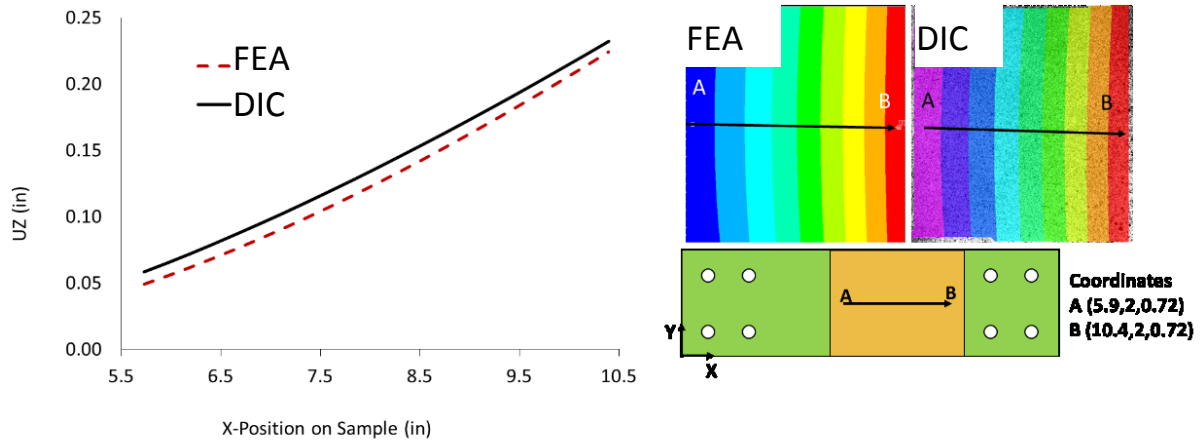 0.25
0.20
0.15
0.10
0.05
0.00
UZ (in)
FEA
DIC
5.5
6.5
7.5
8.5
9.5
10.5
X-Position on Sample (in)
FEA
A
B
DIC
A
B
A
B
Y
X
Coordinates
A (5.9,2,0.72)
B (10.4,2,0.72)